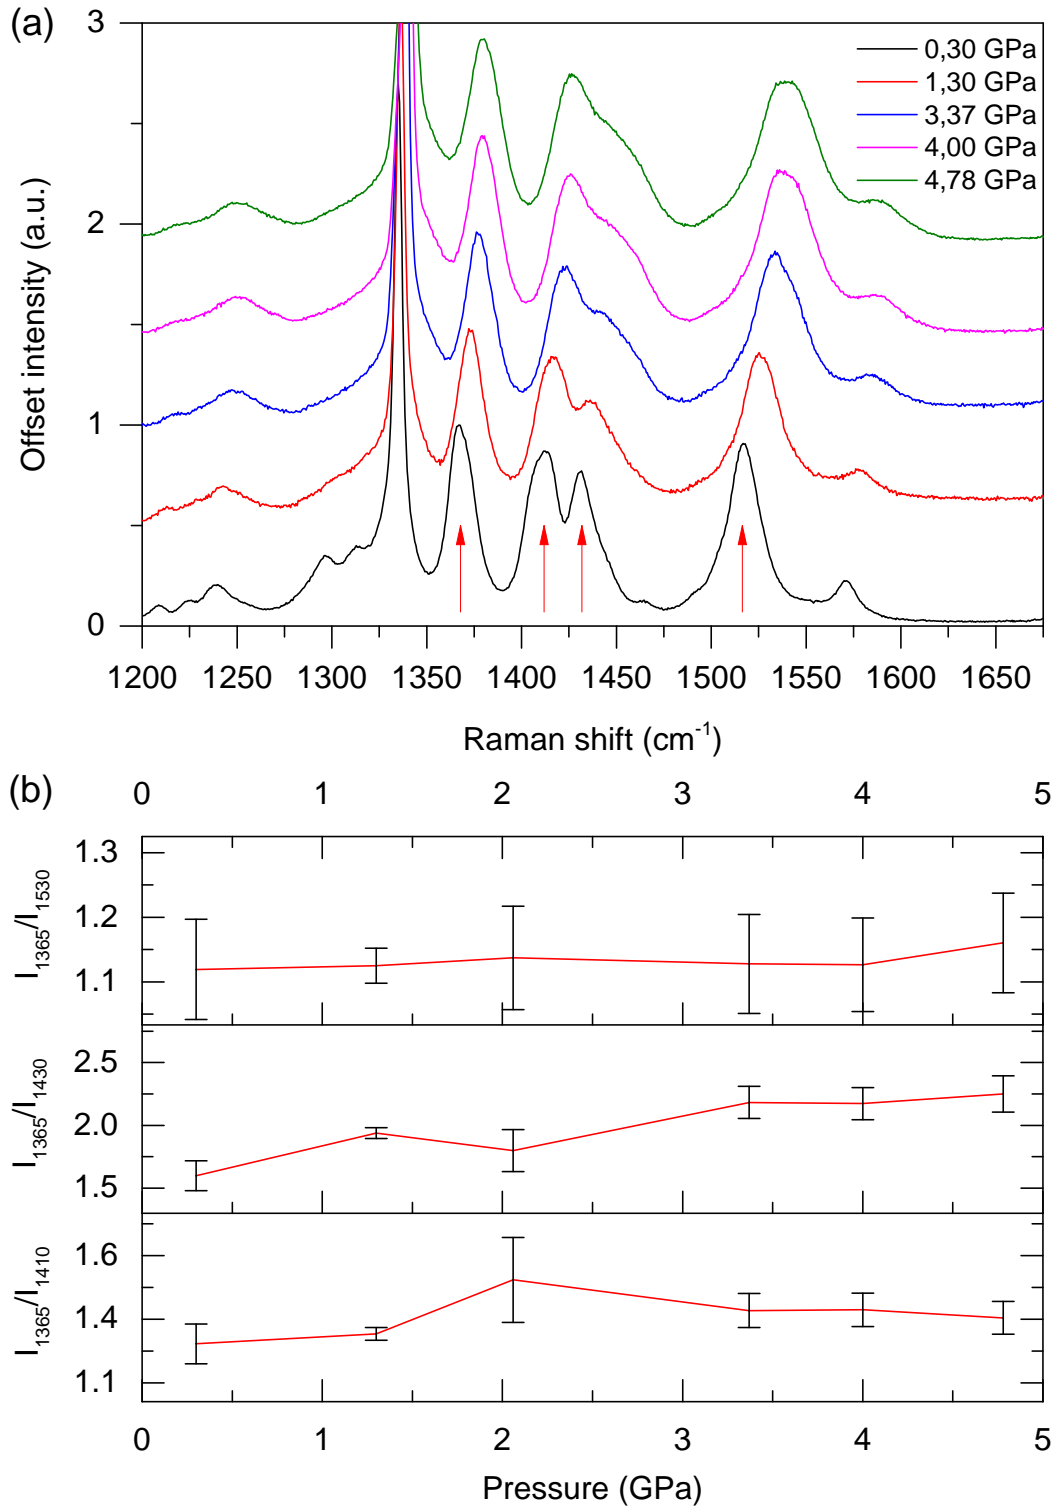 (a)
3
2
1
0
Offset intensity (a.u.)
0,30 GPa
1,30 GPa
3,37 GPa
4,00 GPa
4,78 GPa
1200 1250 1300 1350 1400 1450 1500 1550 1600 1650
Raman shift (cm⁻¹)
(b)
0 1 2 3 4 5
1.3
1.2
1.1
I₁₃₆₅/I₁₅₃₀
2.5
2.0
1.5
I₁₃₆₅/I₁₄₃₀
1.6
1.4
1.1
I₁₃₆₅/I₁₄₁₀
0 1 2 3 4 5
Pressure (GPa)